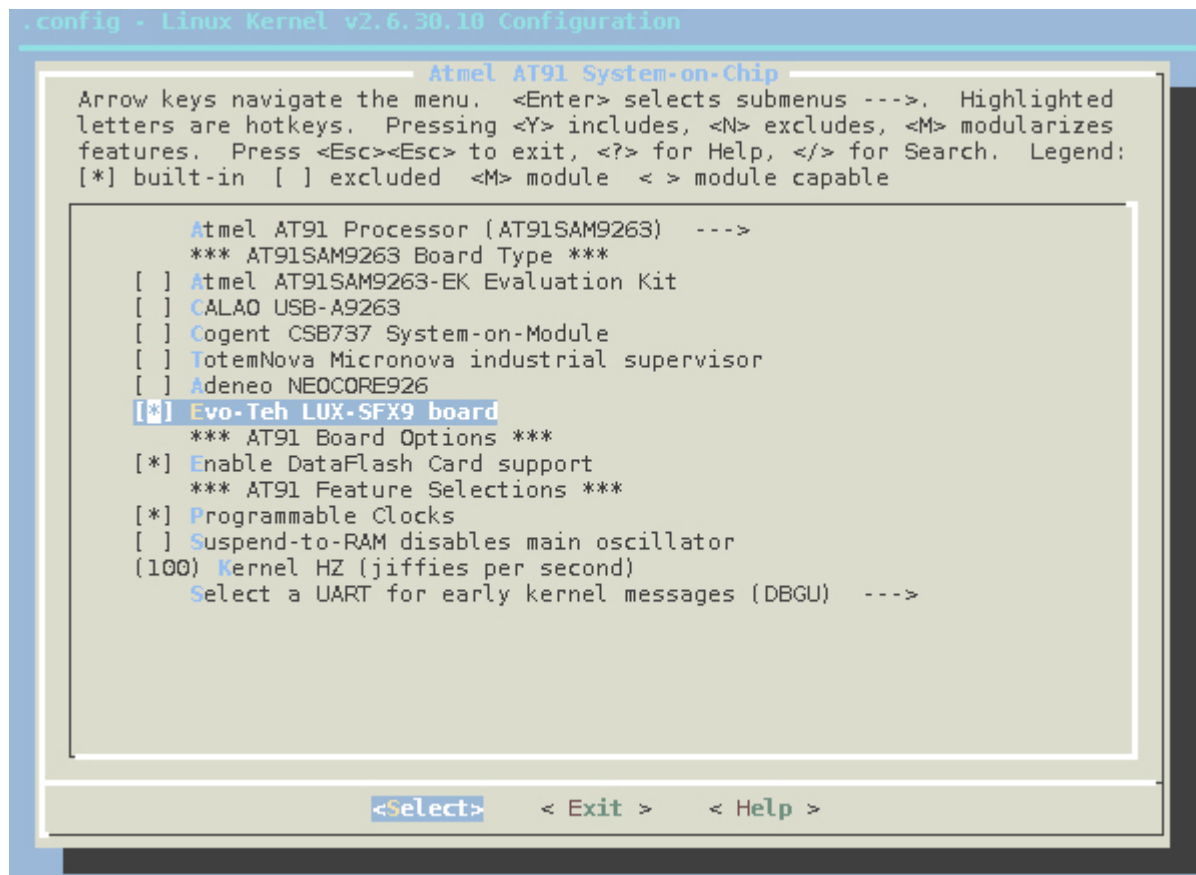 .config - Linux Kernel v2.6.30.10 Configuration
Atmel AT91 System-on-Chip
Arrow keys navigate the menu.  <Enter> selects submenus --->.  Highlighted
letters are hotkeys.  Pressing <Y> includes, <N> excludes, <M> modularizes
features.  Press <Esc><Esc> to exit, <?> for Help, </> for Search.  Legend:
[*] built-in  [ ] excluded  <M> module  < > module capable
Atmel AT91 Processor (AT91SAM9263)  --->
*** AT91SAM9263 Board Type ***
[ ] Atmel AT91SAM9263-EK Evaluation Kit
[ ] CALAO USB-A9263
[ ] Cogent CSB737 System-on-Module
[ ] TotemNova Micronova industrial supervisor
[ ] Adeneo NEOCORE926
[*] Evo-Teh LUX-SFX9 board
*** AT91 Board Options ***
[*] Enable DataFlash Card support
*** AT91 Feature Selections ***
[*] Programmable Clocks
[ ] Suspend-to-RAM disables main oscillator
(100) Kernel HZ (jiffies per second)
Select a UART for early kernel messages (DBGU)  --->
<Select>    < Exit >    < Help >